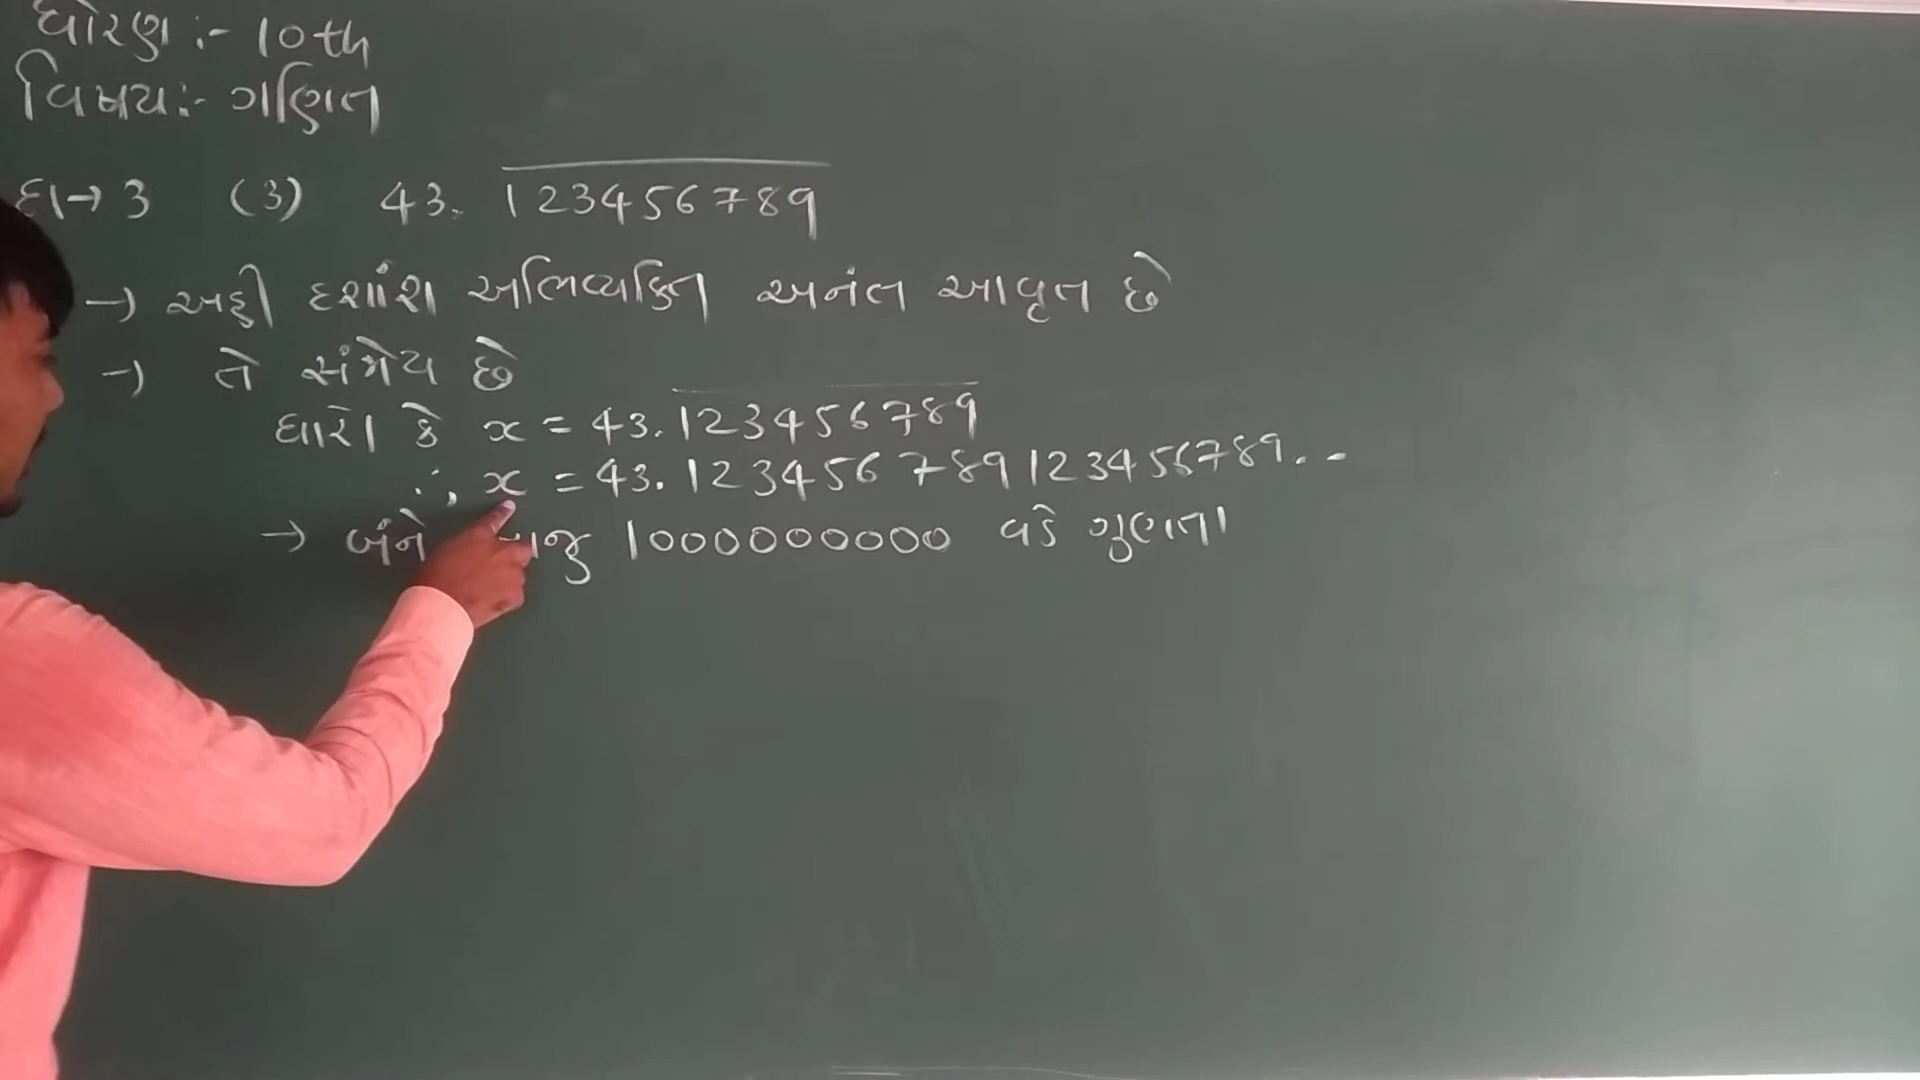 ધોરણ :- 10th
વિષય :- ગણિત
દા→3 (3) 43. 123456789
→ અહી દશાંશ અભિવ્યક્તિ અનંત આવૃત છે
→ તે સંમેય છે
ધારો કે x = 43.123456789
∴, x = 43.123456789123456789...
→ બંને બાજુ 1000000000 વડે ગુણતા